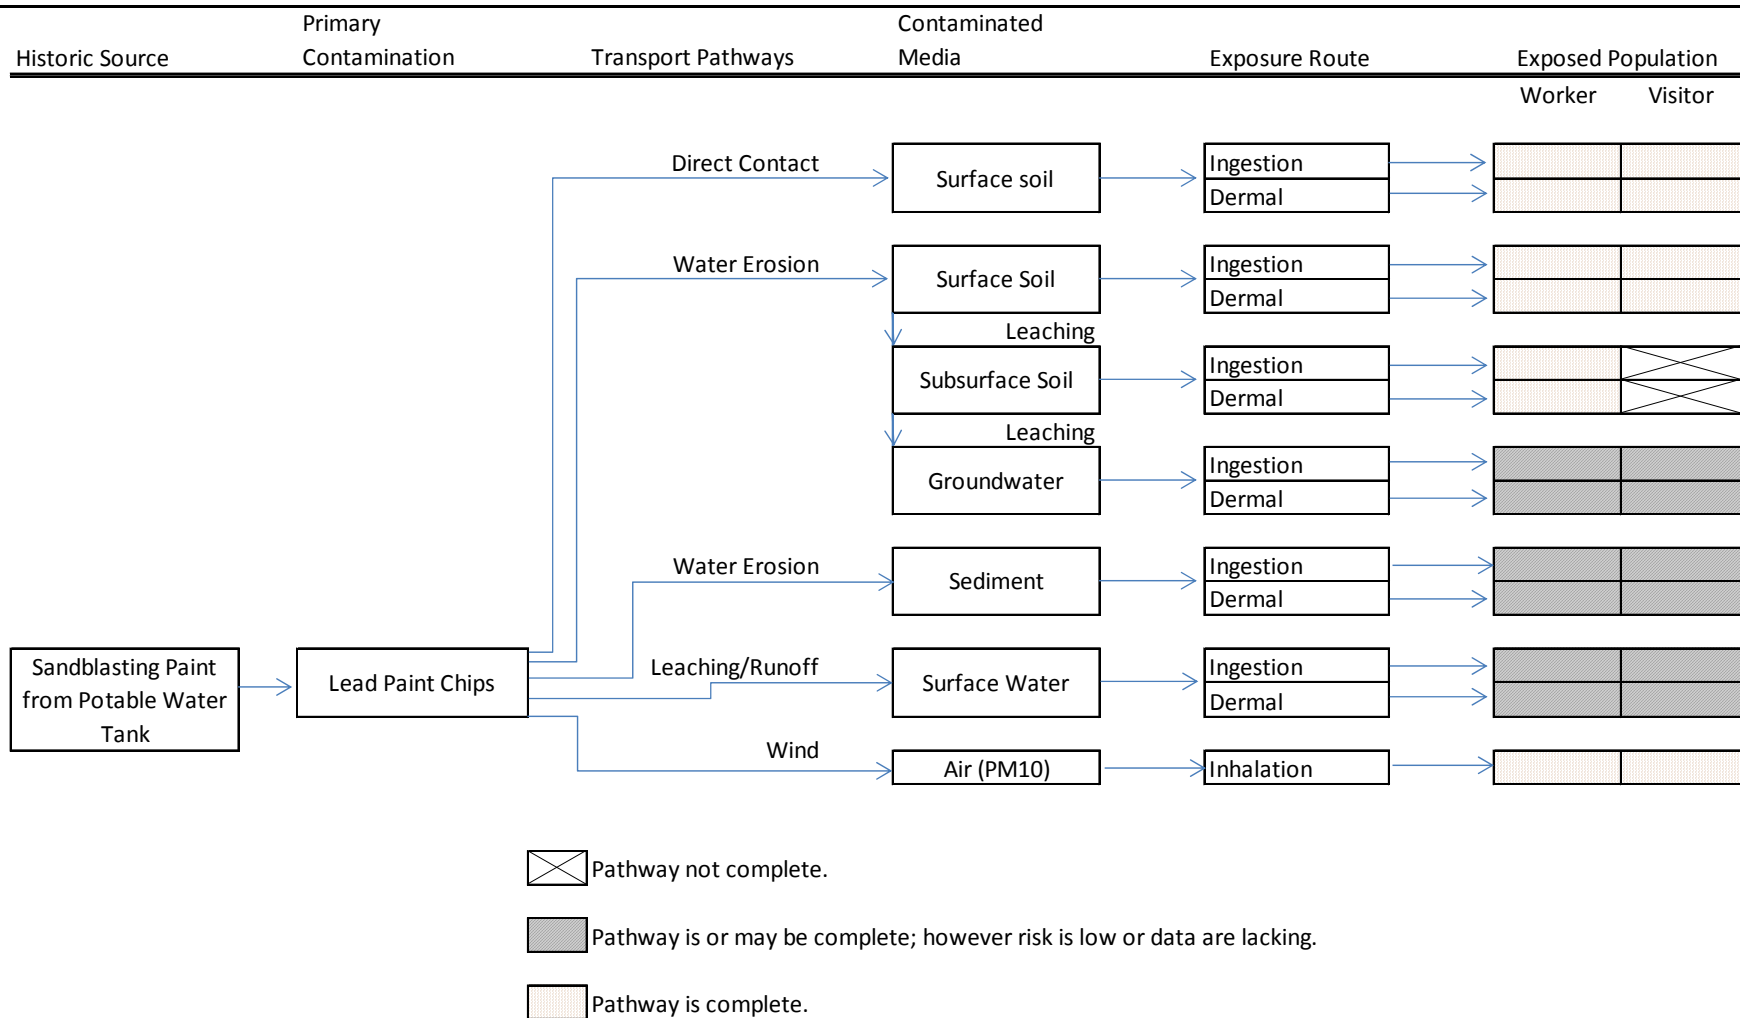 Historic Source
Primary
Contamination
Transport Pathways
Contaminated
Media
Exposure Route
Exposed Population
Worker
Visitor
Direct Contact
Surface soil
Ingestion
Dermal
Water Erosion
Surface Soil
Ingestion
Dermal
Leaching
Subsurface Soil
Ingestion
Dermal
Leaching
Groundwater
Ingestion
Dermal
Water Erosion
Sediment
Ingestion
Dermal
Sandblasting Paint
from Potable Water
Tank
Lead Paint Chips
Leaching/Runoff
Surface Water
Ingestion
Dermal
Wind
Air (PM10)
Inhalation
Pathway not complete.
Pathway is or may be complete; however risk is low or data are lacking.
Pathway is complete.